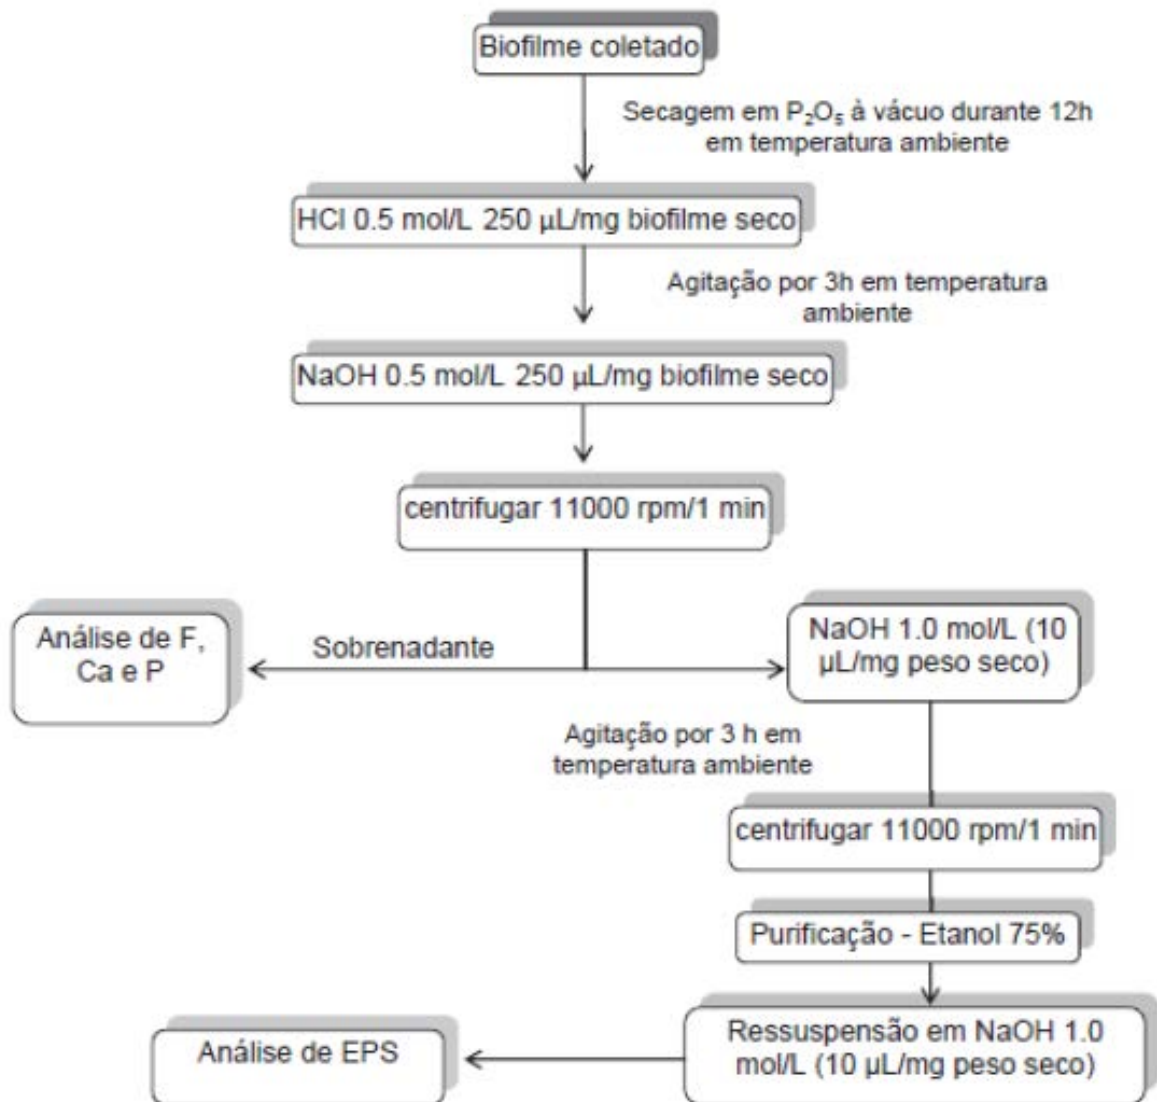 Biofilme coletado
Secagem em P₂O₅ à vácuo durante 12h
em temperatura ambiente
HCl 0.5 mol/L 250 µL/mg biofilme seco
Agitação por 3h em temperatura
ambiente
NaOH 0.5 mol/L 250 µL/mg biofilme seco
centrifugar 11000 rpm/1 min
Análise de F,
Ca e P
Sobrenadante
NaOH 1.0 mol/L (10
µL/mg peso seco)
Agitação por 3 h em
temperatura ambiente
centrifugar 11000 rpm/1 min
Purificação - Etanol 75%
Ressuspensão em NaOH 1.0
mol/L (10 µL/mg peso seco)
Análise de EPS